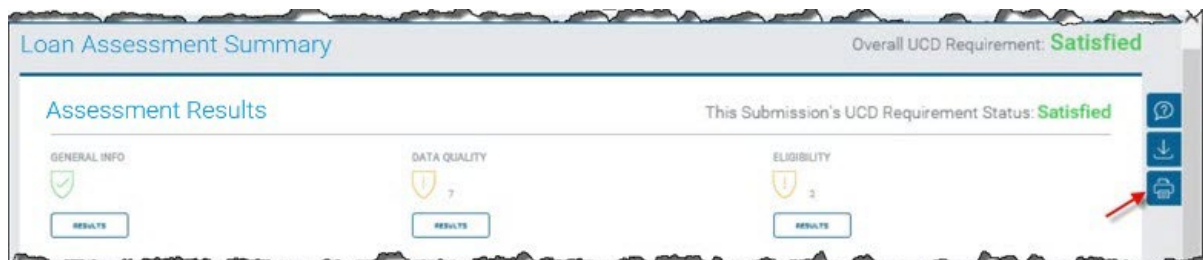 Loan Assessment Summary
Overall UCD Requirement: Satisfied
Assessment Results
This Submission's UCD Requirement Status: Satisfied
GENERAL INFO
DATA QUALITY
ELIGIBILITY
7
2
RESULTS
RESULTS
RESULTS